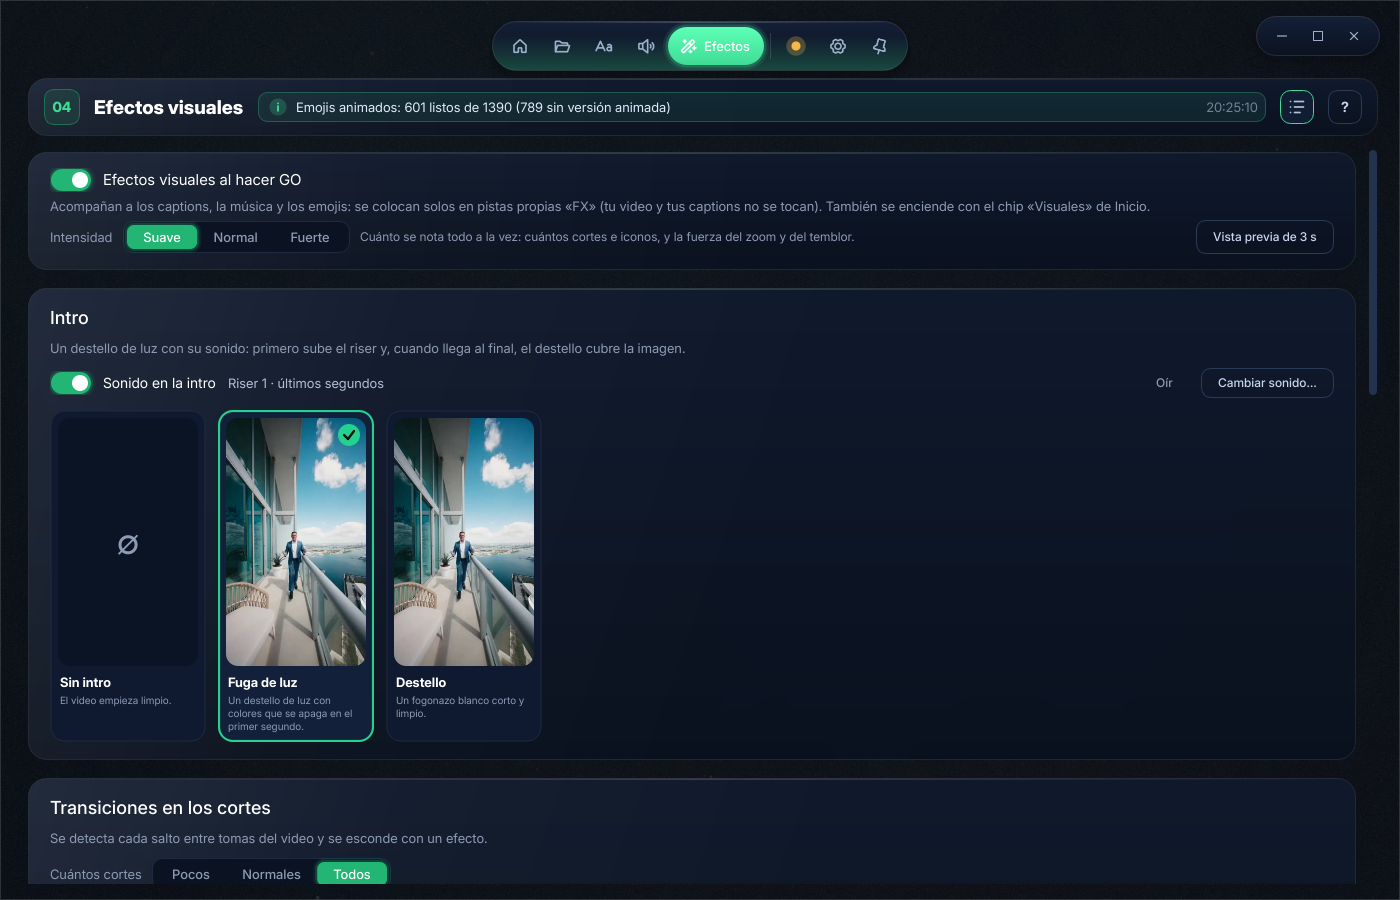 Aa
Efectos
04
Efectos visuales
Emojis animados: 601 listos de 1390 (789 sin versión animada)
20:25:10
?
Efectos visuales al hacer GO
Acompañan a los captions, la música y los emojis: se colocan solos en pistas propias «FX» (tu video y tus captions no se tocan). También se enciende con el chip «Visuales» de Inicio.
Intensidad
Suave
Normal
Fuerte
Cuánto se nota todo a la vez: cuántos cortes e iconos, y la fuerza del zoom y del temblor.
Vista previa de 3 s
Intro
Un destello de luz con su sonido: primero sube el riser y, cuando llega al final, el destello cubre la imagen.
Sonido en la intro
Riser 1 · últimos segundos
Oír
Cambiar sonido...
Sin intro
El video empieza limpio.
Fuga de luz
Un destello de luz con
colores que se apaga en el
primer segundo.
Destello
Un fogonazo blanco corto y
limpio.
Transiciones en los cortes
Se detecta cada salto entre tomas del video y se esconde con un efecto.
Cuántos cortes
Pocos
Normales
Todos